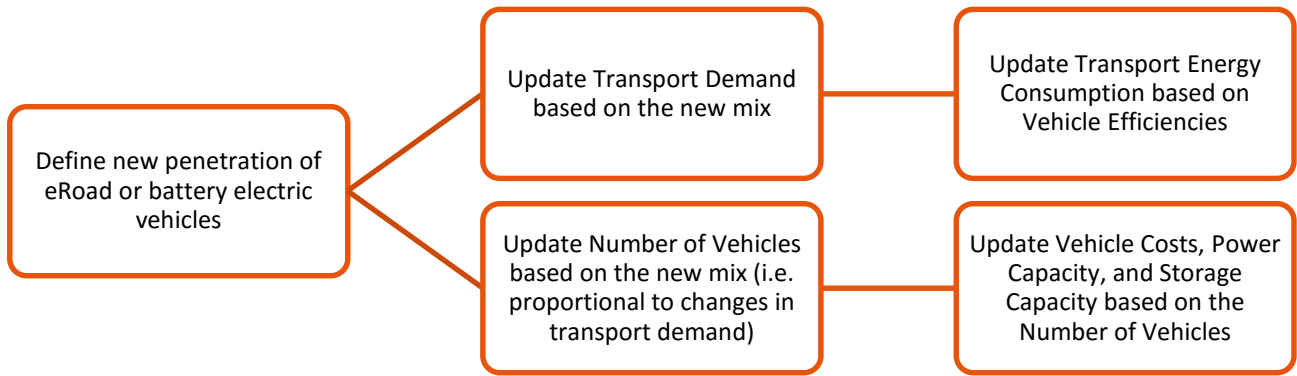 Define new penetration of
eRoad or battery electric
vehicles
Update Transport Demand
based on the new mix
Update Transport Energy
Consumption based on
Vehicle Efficiencies
Update Number of Vehicles
based on the new mix (i.e.
proportional to changes in
transport demand)
Update Vehicle Costs, Power
Capacity, and Storage
Capacity based on the
Number of Vehicles